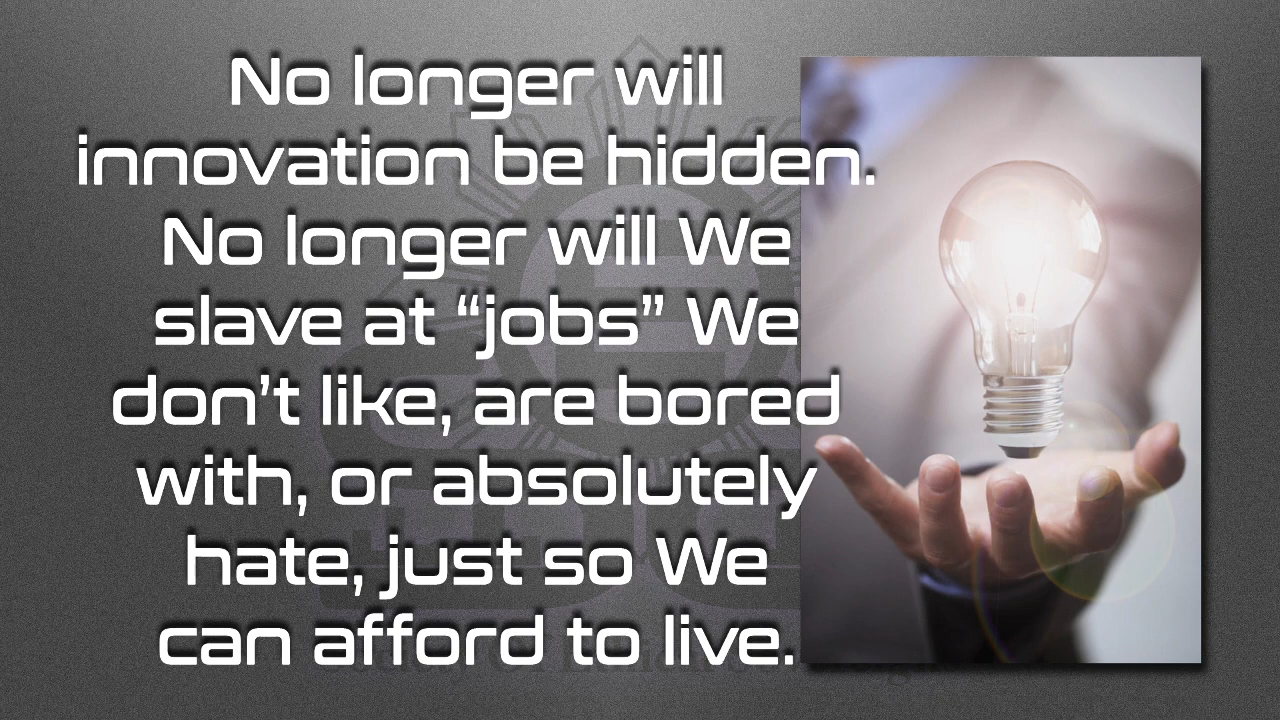 No longer will
innovation be hidden.
No longer will We
slave at “jobs” We
don’t like, are bored
with, or absolutely
hate, just so We
can afford to live.